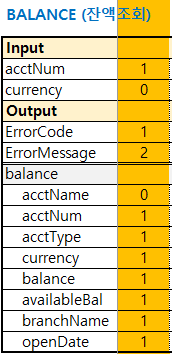 BALANCE (잔액조회)
Input
acctNum 1
currency 0
Output
ErrorCode 1
ErrorMessage 2
balance
acctName 0
acctNum 1
acctType 1
currency 1
balance 1
availableBal 1
branchName 1
openDate 1